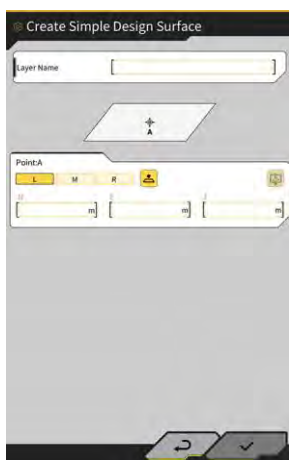 Create Simple Design Surface
Layer Name [ ]
A
Point:A
L M R
[ m] [ m] [ m]